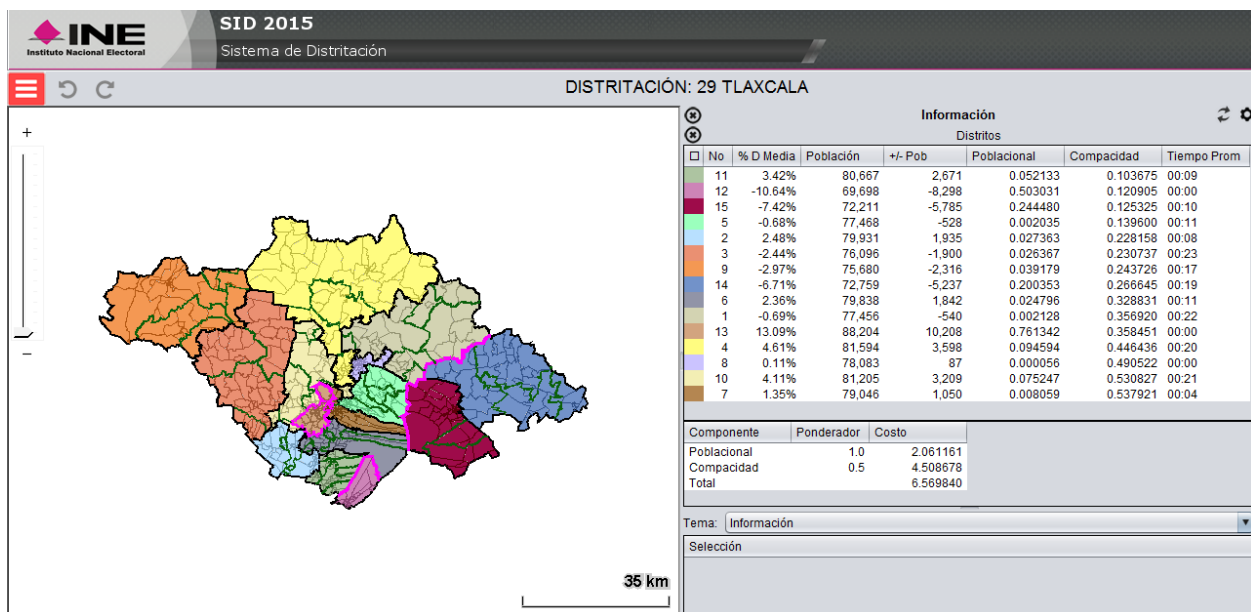 INE
Instituto Nacional Electoral
SID 2015
Sistema de Distritación
DISTRITACIÓN: 29 TLAXCALA
+
−
35 km
Información
Distritos
No % D Media Población +/- Pob Poblacional Compacidad Tiempo Prom
11 3.42% 80,667 2,671 0.052133 0.103675 00:09
12 -10.64% 69,698 -8,298 0.503031 0.120905 00:00
15 -7.42% 72,211 -5,785 0.244480 0.125325 00:10
5 -0.68% 77,468 -528 0.002035 0.139600 00:11
2 2.48% 79,931 1,935 0.027363 0.228158 00:08
3 -2.44% 76,096 -1,900 0.026367 0.230737 00:23
9 -2.97% 75,680 -2,316 0.039179 0.243726 00:17
14 -6.71% 72,759 -5,237 0.200353 0.266645 00:19
6 2.36% 79,838 1,842 0.024796 0.328831 00:11
1 -0.69% 77,456 -540 0.002128 0.356920 00:22
13 13.09% 88,204 10,208 0.761342 0.358451 00:00
4 4.61% 81,594 3,598 0.094594 0.446436 00:20
8 0.11% 78,083 87 0.000056 0.490522 00:00
10 4.11% 81,205 3,209 0.075247 0.530827 00:21
7 1.35% 79,046 1,050 0.008059 0.537921 00:04
Componente Ponderador Costo
Poblacional 1.0 2.061161
Compacidad 0.5 4.508678
Total 6.569840
Tema: Información
Selección